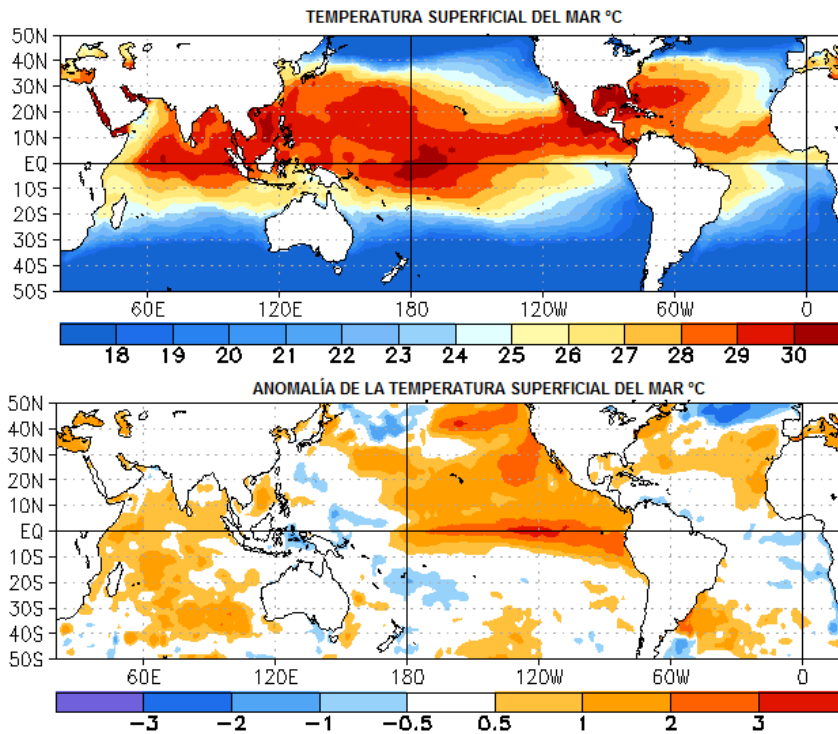 TEMPERATURA SUPERFICIAL DEL MAR ºC
50N
40N
30N
20N
10N
EQ
10S
20S
30S
40S
50S
60E 120E 180 120W 60W 0
18 19 20 21 22 23 24 25 26 27 28 29 30
ANOMALÍA DE LA TEMPERATURA SUPERFICIAL DEL MAR ºC
50N
40N
30N
20N
10N
EQ
10S
20S
30S
40S
50S
60E 120E 180 120W 60W 0
-3 -2 -1 -0.5 0.5 1 2 3